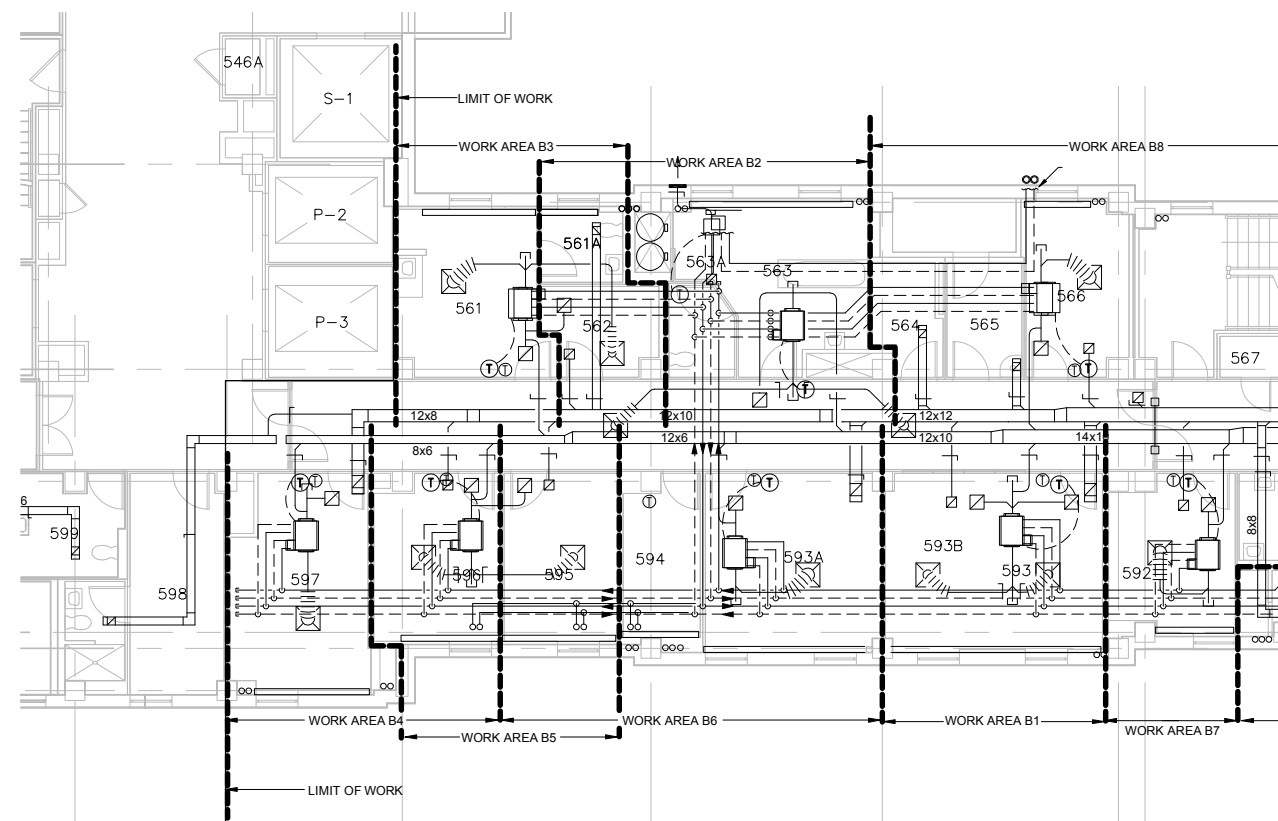 546A
S-1
LIMIT OF WORK
WORK AREA B3
WORK AREA B2
WORK AREA B8
P-2
561A
563A
563
561
562
566
564
565
P-3
567
T T
T
T
T T
12x8
12x10
12x12
8x6
12x6
12x10
T T
T T
T
T T
T T
T T
8x8
599
598
597
596
595
594
593A
593B
593
592
WORK AREA B4
WORK AREA B6
WORK AREA B1
WORK AREA B5
WORK AREA B7
LIMIT OF WORK